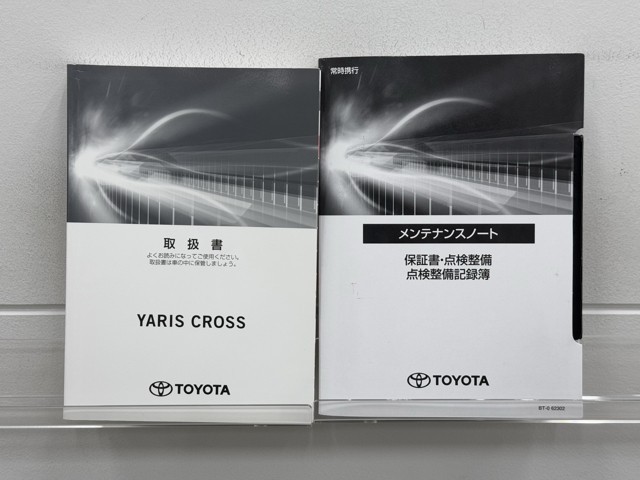 取扱書
よくお読みになってご使用ください。
取扱書は車の中に保管しましょう。
YARIS CROSS
TOYOTA
常時携行
メンテナンスノート
保証書・点検整備
点検整備記録簿
TOYOTA
BT-E-02302